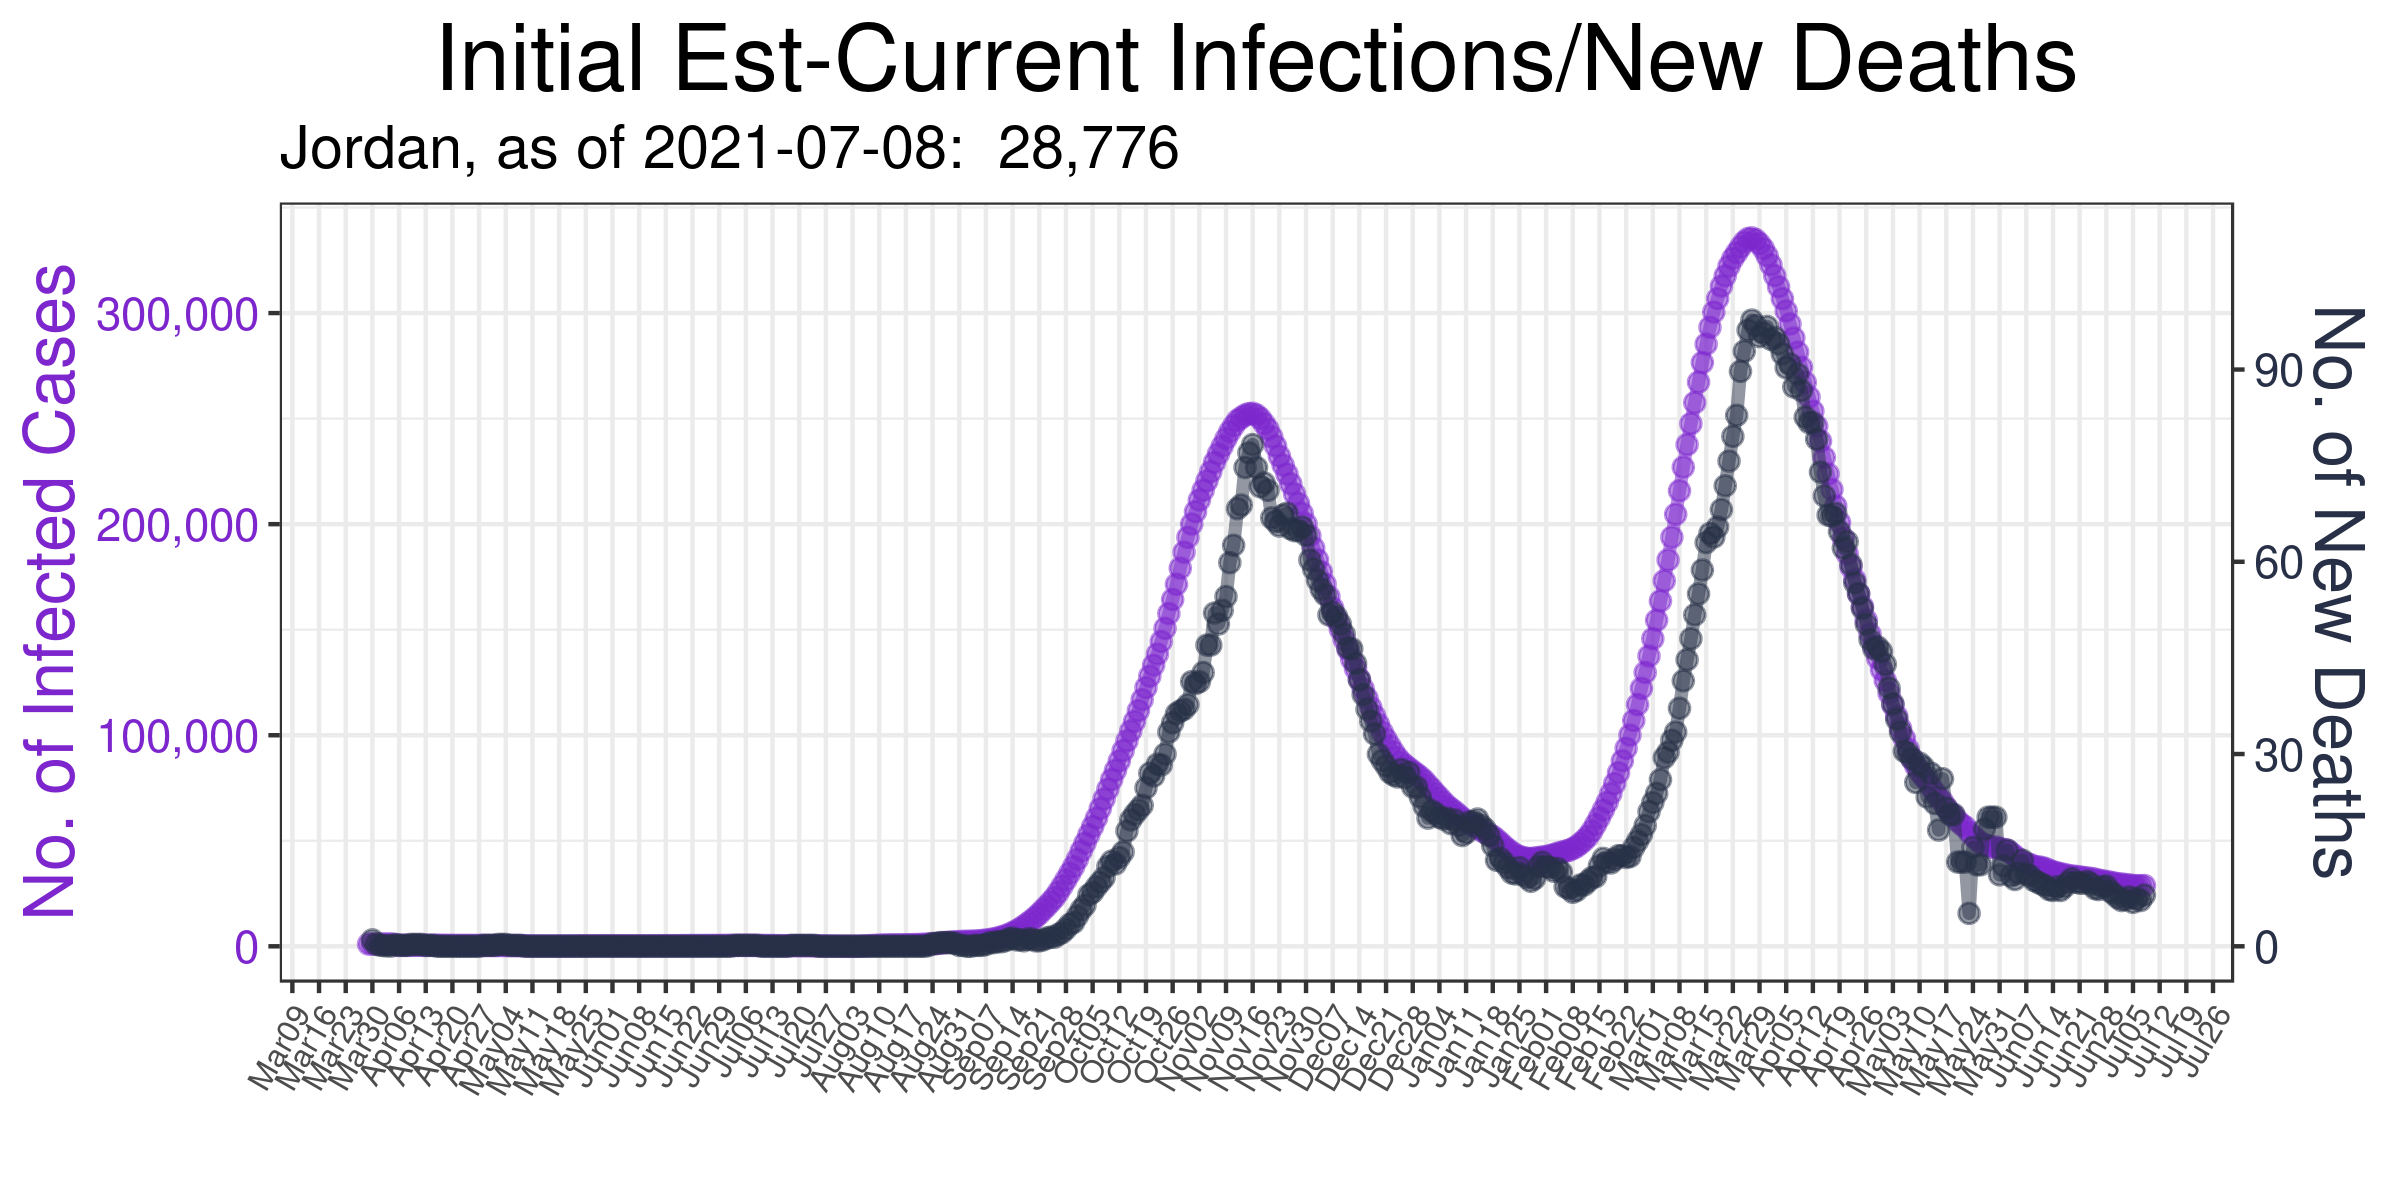 Initial Est-Current Infections/New Deaths
Jordan, as of 2021-07-08:  28,776
No. of Infected Cases
300,000
200,000
100,000
0
No. of New Deaths
90
60
30
0
Mar09
Mar16
Mar23
Mar30
Apr06
Apr13
Apr20
Apr27
May04
May11
May18
May25
Jun01
Jun08
Jun15
Jun22
Jun29
Jul06
Jul13
Jul20
Jul27
Aug03
Aug10
Aug17
Aug24
Aug31
Sep07
Sep14
Sep21
Sep28
Oct05
Oct12
Oct19
Oct26
Nov02
Nov09
Nov16
Nov23
Nov30
Dec07
Dec14
Dec21
Dec28
Jan04
Jan11
Jan18
Jan25
Feb01
Feb08
Feb15
Feb22
Mar01
Mar08
Mar15
Mar22
Mar29
Apr05
Apr12
Apr19
Apr26
May03
May10
May17
May24
May31
Jun07
Jun14
Jun21
Jun28
Jul05
Jul12
Jul19
Jul26